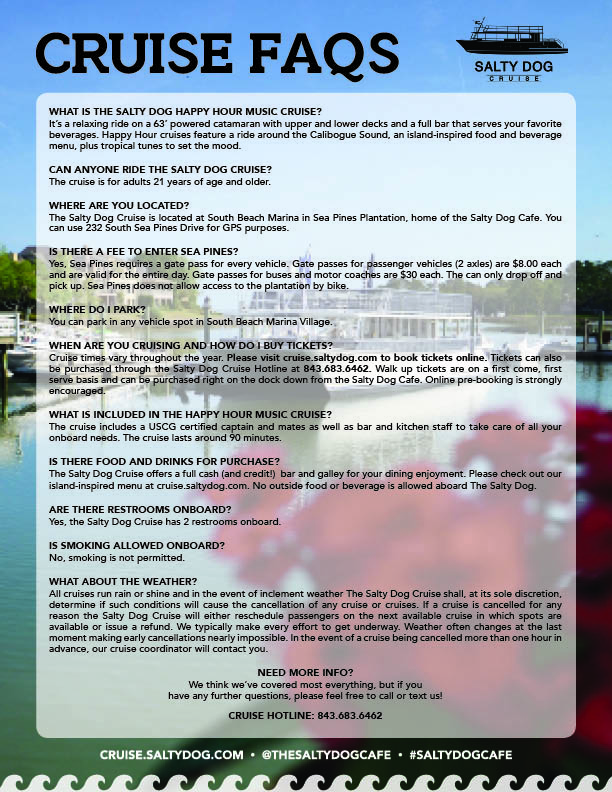 CRUISE FAQS
SALTY DOG
CRUISE
WHAT IS THE SALTY DOG HAPPY HOUR MUSIC CRUISE?
It's a relaxing ride on a 63' powered catamaran with upper and lower decks and a full bar that serves your favorite
beverages. Happy Hour cruises feature a ride around the Calibogue Sound, an island-inspired food and beverage
menu, plus tropical tunes to set the mood.
CAN ANYONE RIDE THE SALTY DOG CRUISE?
The cruise is for adults 21 years of age and older.
WHERE ARE YOU LOCATED?
The Salty Dog Cruise is located at South Beach Marina in Sea Pines Plantation, home of the Salty Dog Cafe. You
can use 232 South Sea Pines Drive for GPS purposes.
IS THERE A FEE TO ENTER SEA PINES?
Yes, Sea Pines requires a gate pass for every vehicle. Gate passes for passenger vehicles (2 axles) are $8.00 each
and are valid for the entire day. Gate passes for buses and motor coaches are $30 each. The can only drop off and
pick up. Sea Pines does not allow access to the plantation by bike.
WHERE DO I PARK?
You can park in any vehicle spot in South Beach Marina Village.
WHEN ARE YOU CRUISING AND HOW DO I BUY TICKETS?
Cruise times vary throughout the year. Please visit cruise.saltydog.com to book tickets online. Tickets can also
be purchased through the Salty Dog Cruise Hotline at 843.683.6462. Walk up tickets are on a first come, first
serve basis and can be purchased right on the dock down from the Salty Dog Cafe. Online pre-booking is strongly
encouraged.
WHAT IS INCLUDED IN THE HAPPY HOUR MUSIC CRUISE?
The cruise includes a USCG certified captain and mates as well as bar and kitchen staff to take care of all your
onboard needs. The cruise lasts around 90 minutes.
IS THERE FOOD AND DRINKS FOR PURCHASE?
The Salty Dog Cruise offers a full cash (and credit!) bar and galley for your dining enjoyment. Please check out our
island-inspired menu at cruise.saltydog.com. No outside food or beverage is allowed aboard The Salty Dog.
ARE THERE RESTROOMS ONBOARD?
Yes, the Salty Dog Cruise has 2 restrooms onboard.
IS SMOKING ALLOWED ONBOARD?
No, smoking is not permitted.
WHAT ABOUT THE WEATHER?
All cruises run rain or shine and in the event of inclement weather The Salty Dog Cruise shall, at its sole discretion,
determine if such conditions will cause the cancellation of any cruise or cruises. If a cruise is cancelled for any
reason the Salty Dog Cruise will either reschedule passengers on the next available cruise in which spots are
available or issue a refund. We typically make every effort to get underway. Weather often changes at the last
moment making early cancellations nearly impossible. In the event of a cruise being cancelled more than one hour in
advance, our cruise coordinator will contact you.
NEED MORE INFO?
We think we've covered most everything, but if you
have any further questions, please feel free to call or text us!
CRUISE HOTLINE: 843.683.6462
CRUISE.SALTYDOG.COM • @THESALTYDOGCAFE • #SALTYDOGCAFE